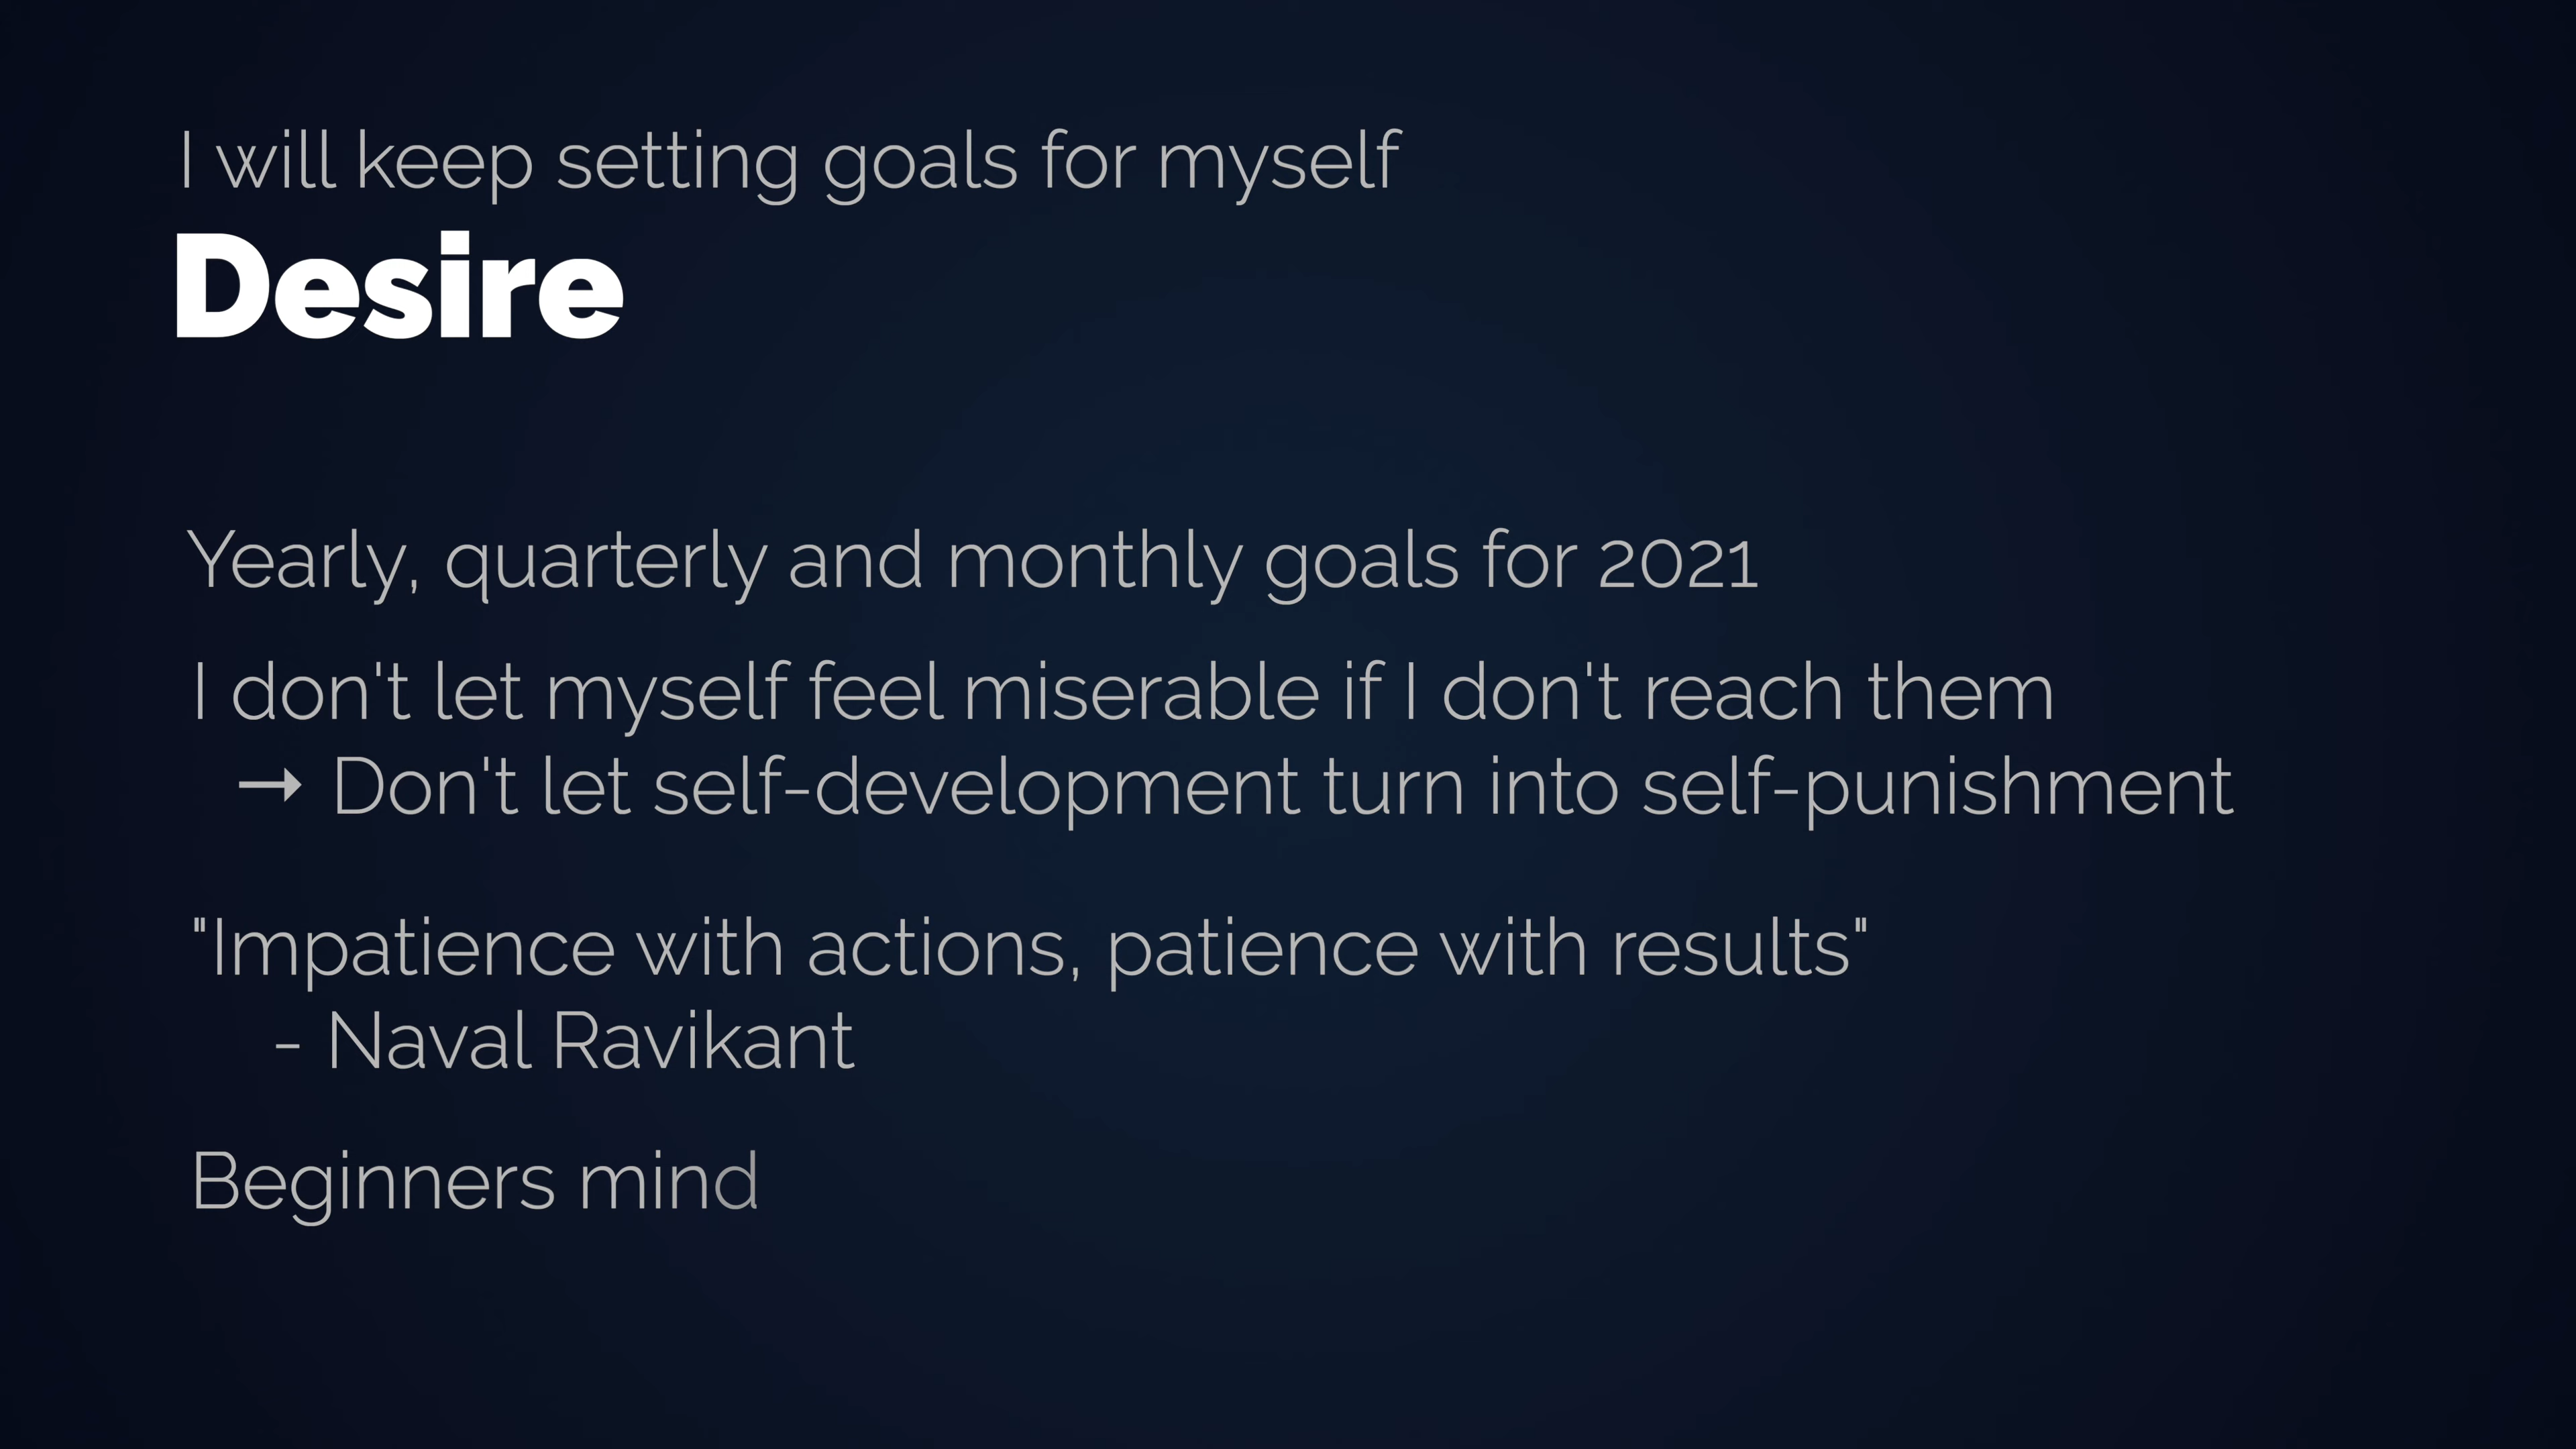 I will keep setting goals for myself
Desire
Yearly, quarterly and monthly goals for 2021
I don't let myself feel miserable if I don't reach them
→ Don't let self-development turn into self-punishment
"Impatience with actions, patience with results"
- Naval Ravikant
Beginners mind